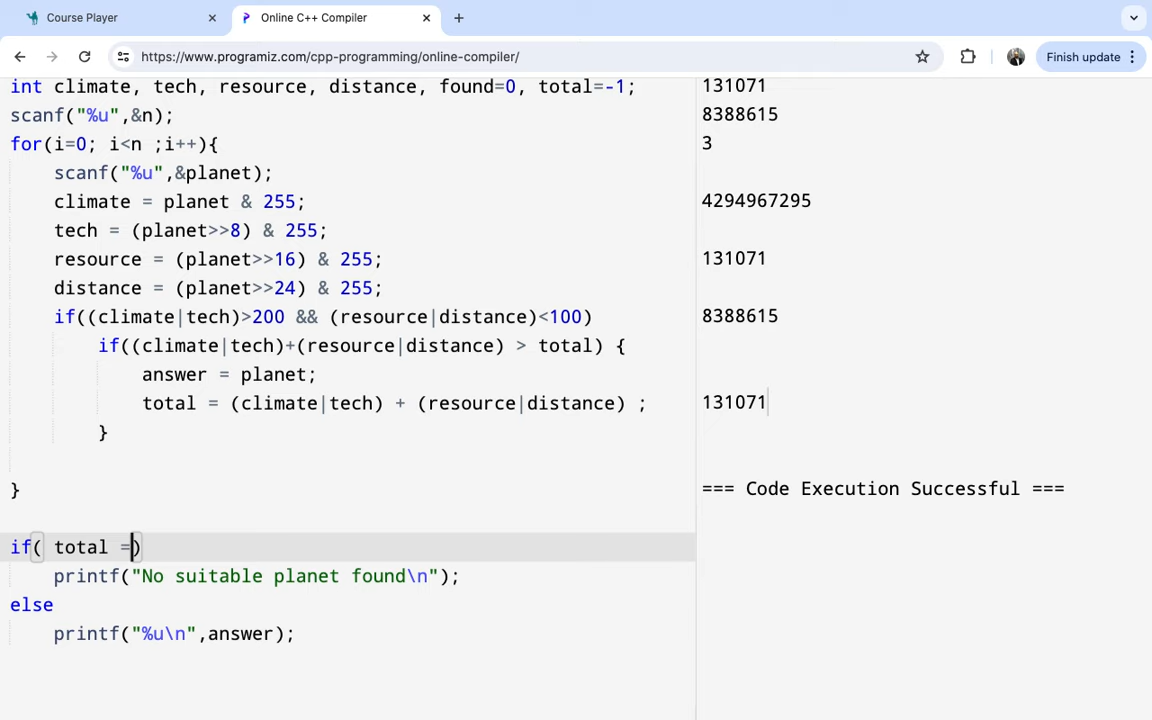 Course Player
Online C++ Compiler
https://www.programiz.com/cpp-programming/online-compiler/
Finish update
int climate, tech, resource, distance, found=0, total=-1;
scanf("%u",&n);
for(i=0; i<n ;i++){
scanf("%u",&planet);
climate = planet & 255;
tech = (planet>>8) & 255;
resource = (planet>>16) & 255;
distance = (planet>>24) & 255;
if((climate|tech)>200 && (resource|distance)<100)
if((climate|tech)+(resource|distance) > total) {
answer = planet;
total = (climate|tech) + (resource|distance) ;
}
}
if( total =)
printf("No suitable planet found\n");
else
printf("%u\n",answer);
131071
8388615
3
4294967295
131071
8388615
131071
=== Code Execution Successful ===